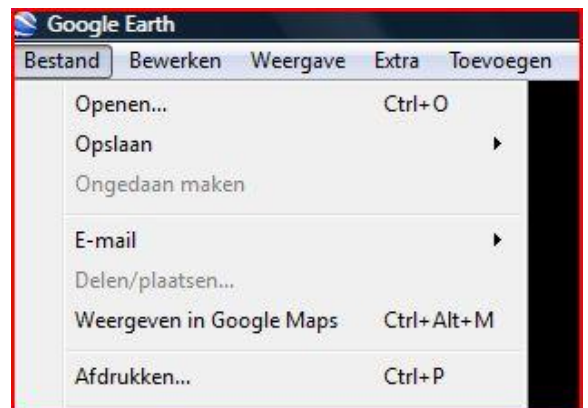 Google Earth
Bestand Bewerken Weergave Extra Toevoegen
Openen... Ctrl+O
Opslaan
Ongedaan maken
E-mail
Delen/plaatsen...
Weergeven in Google Maps Ctrl+Alt+M
Afdrukken... Ctrl+P